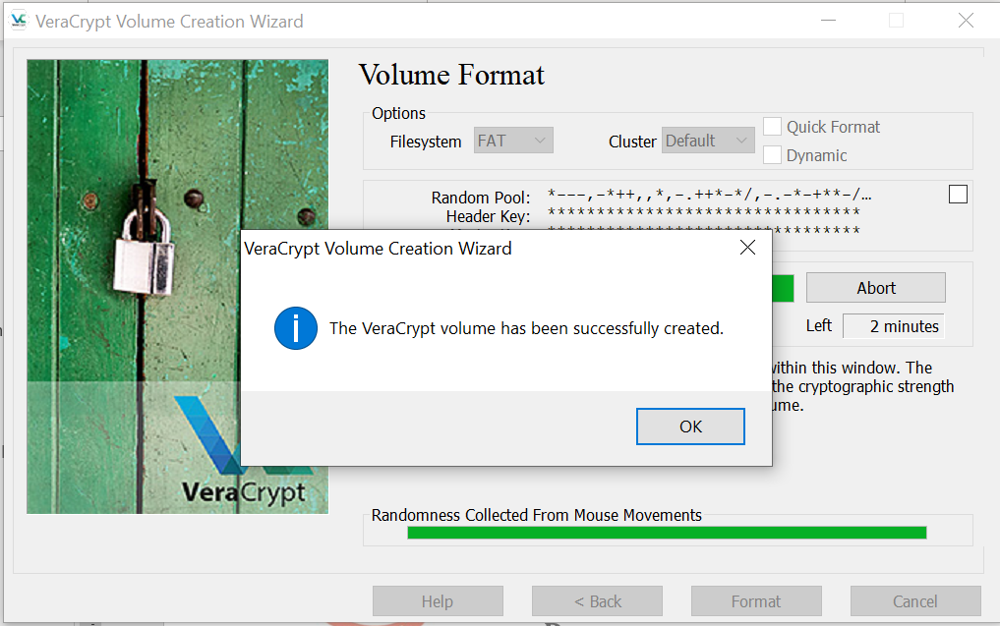 VeraCrypt Volume Creation Wizard
Volume Format
Options
Filesystem FAT Cluster Default Quick Format
Dynamic
Random Pool: *---,-*++,,*,-.++*-*/,-.-*-+**-/...
Header Key: ********************************
********************************
VeraCrypt Volume Creation Wizard
The VeraCrypt volume has been successfully created.
OK
Abort
Left 2 minutes
within this window. The
the cryptographic strength
VeraCrypt
Randomness Collected From Mouse Movements
Help < Back Format Cancel